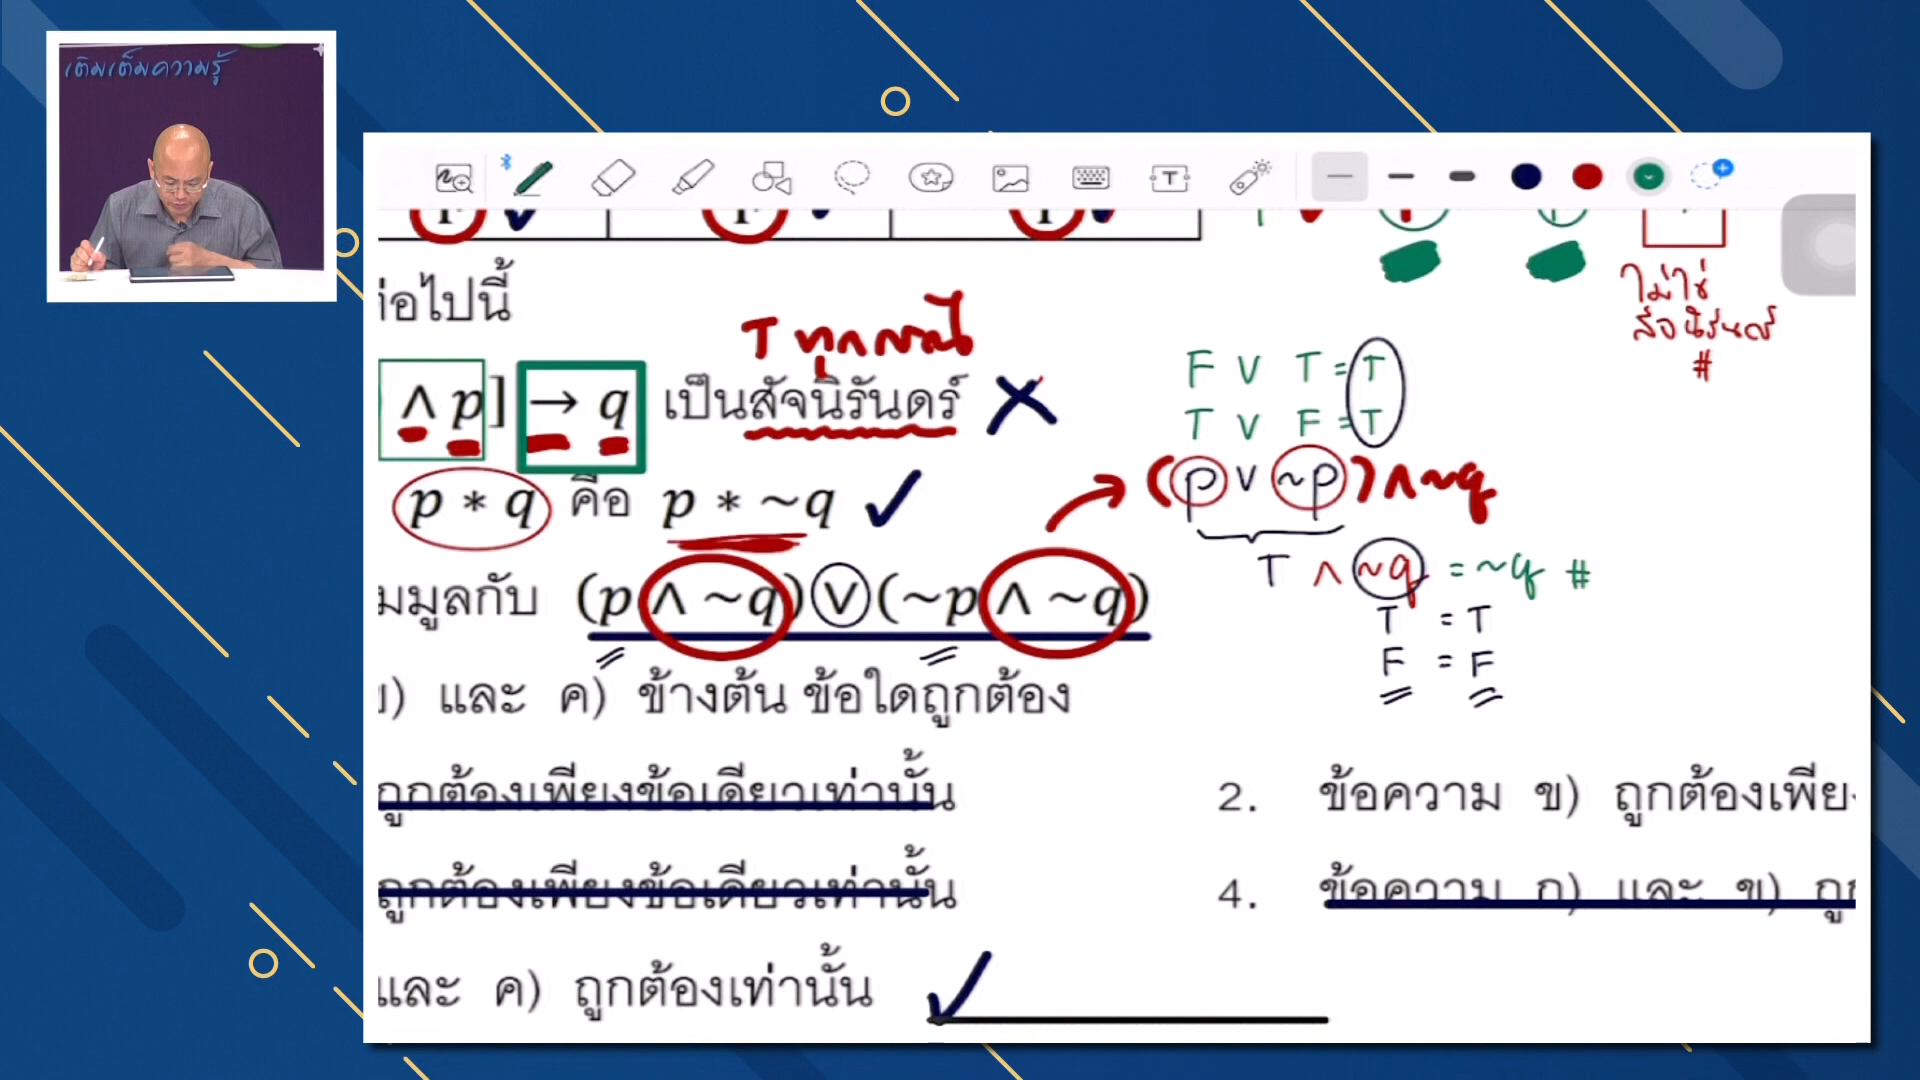 เติมเต็มความรู้
ต่อไปนี้
T ทุกกรณี
∧ p] → q เป็นสัจนิรันดร์
p * q คือ p * ~q
มมูลกับ (p ∧ ~q) ∨ (~p ∧ ~q)
ข) และ ค) ข้างต้น ข้อใดถูกต้อง
ถูกต้องเพียงข้อเดียวเท่านั้น
2. ข้อความ ข) ถูกต้องเพีย
ถูกต้องเพียงข้อเดียวเท่านั้น
4. ข้อความ ก) และ ข) ถู
และ ค) ถูกต้องเท่านั้น
F ∨ T = T
T ∨ F = T
(p ∨ ~p) ∧ ~q
T ∧ ~q = ~q #
T = T
F = F
ไม่ใช่
สัจนิรันดร์
#